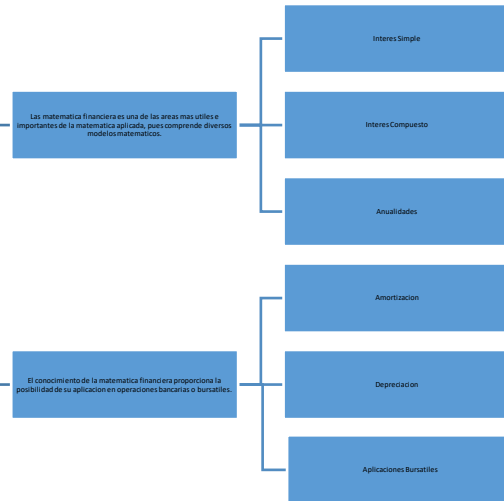 Interes Simple
Las matematica financiera es una de las areas mas utiles e
importantes de la matematica aplicada, pues comprende diversos
modelos matematicos.
Interes Compuesto
Anualidades
Amortizacion
El conocimiento de la matematica financiera proporciona la
posibilidad de su aplicacion en operaciones bancarias o bursatiles.
Depreciacion
Aplicaciones Bursatiles